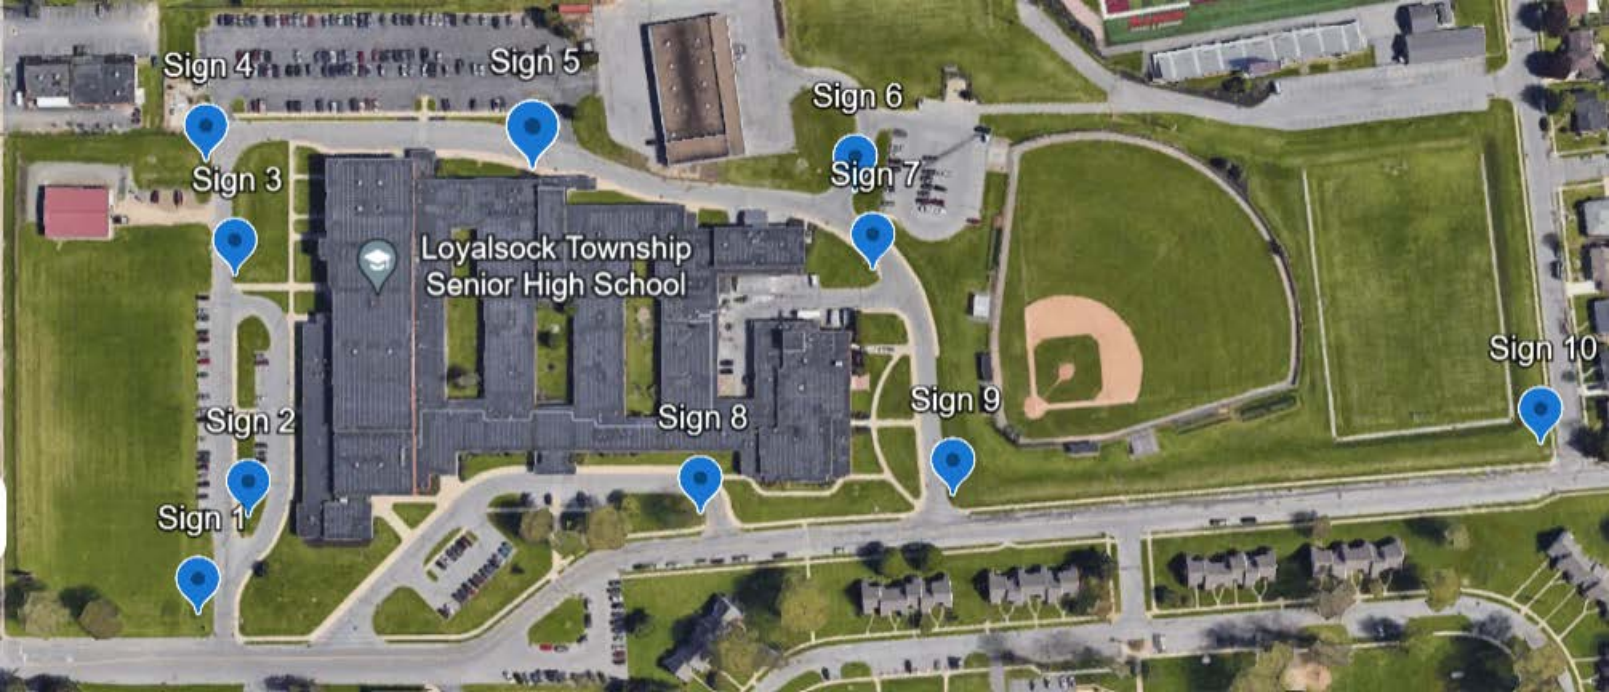 Sign 4
Sign 5
Sign 6
Sign 3
Sign 7
Loyalsock Township
Senior High School
Sign 10
Sign 2
Sign 8
Sign 9
Sign 1